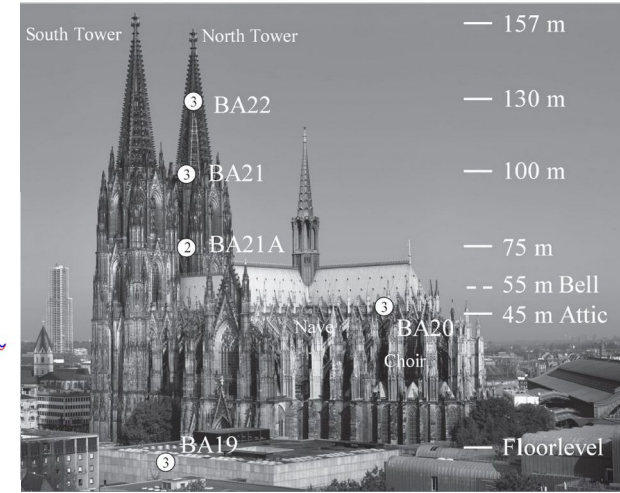 South Tower
North Tower
157 m
3
BA22
130 m
3
BA21
100 m
2
BA21A
75 m
55 m Bell
3
BA20
45 m Attic
Nave
Choir
BA19
3
Floorlevel